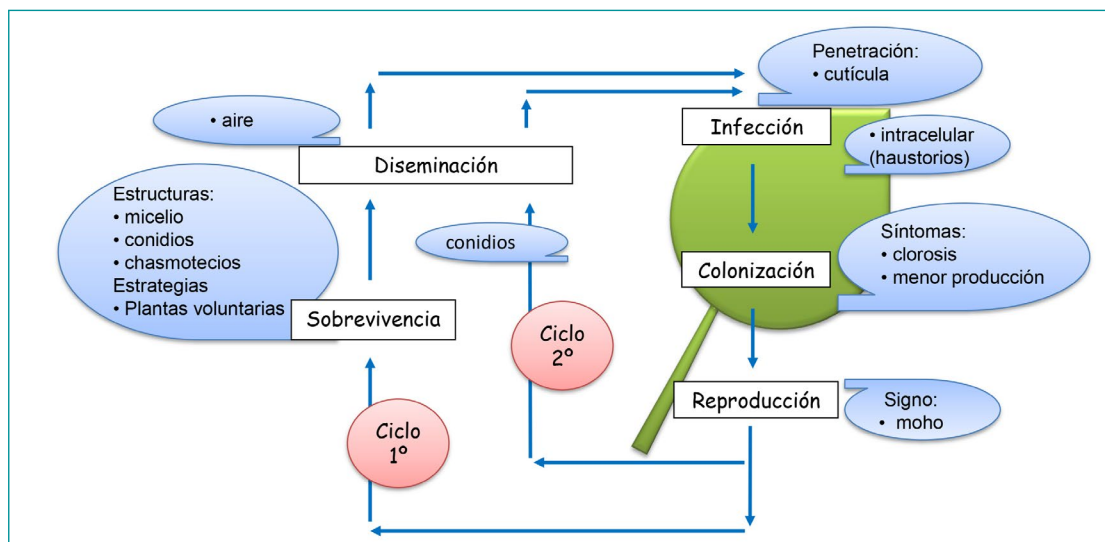 Penetración:
• cutícula
• aire
Infección
• intracelular
(haustorios)
Diseminación
Estructuras:
• micelio
• conidios
• chasmotecios
Estrategias
• Plantas voluntarias
conidios
Síntomas:
• clorosis
• menor producción
Colonización
Sobrevivencia
Ciclo
2º
Reproducción
Signo:
• moho
Ciclo
1º